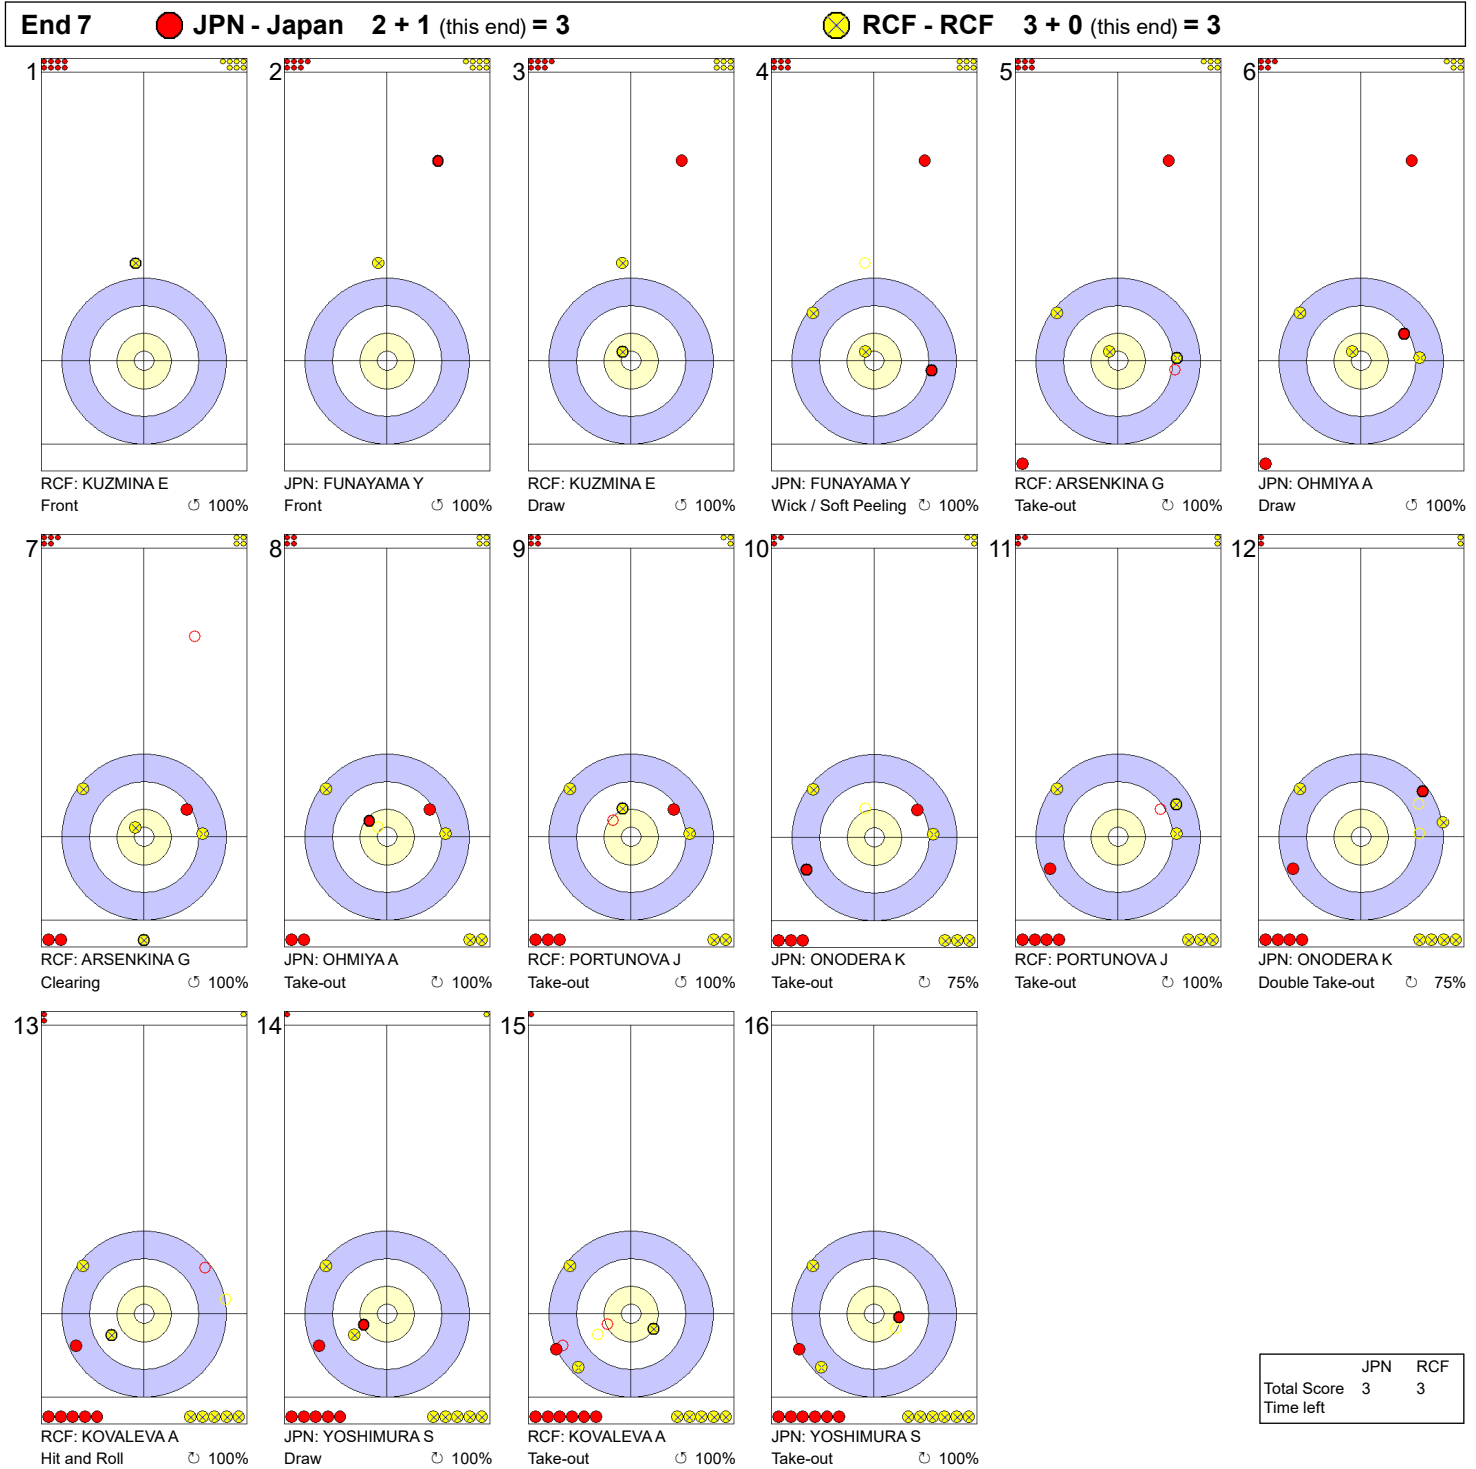 End 7 JPN - Japan 2 + 1 (this end) = 3 RCF - RCF 3 + 0 (this end) = 3
1 2 3 4 5 6
RCF: KUZMINA E JPN: FUNAYAMA Y RCF: KUZMINA E JPN: FUNAYAMA Y RCF: ARSENKINA G JPN: OHMIYA A
Front ↺ 100% Front ↺ 100% Draw ↺ 100% Wick / Soft Peeling ↻ 100% Take-out ↻ 100% Draw ↺ 100%
7 8 9 10 11 12
RCF: ARSENKINA G JPN: OHMIYA A RCF: PORTUNOVA J JPN: ONODERA K RCF: PORTUNOVA J JPN: ONODERA K
Clearing ↺ 100% Take-out ↻ 100% Take-out ↺ 100% Take-out ↻ 75% Take-out ↻ 100% Double Take-out ↻ 75%
13 14 15 16
JPN RCF
Total Score 3 3
Time left
RCF: KOVALEVA A JPN: YOSHIMURA S RCF: KOVALEVA A JPN: YOSHIMURA S
Hit and Roll ↻ 100% Draw ↻ 100% Take-out ↺ 100% Take-out ↻ 100%